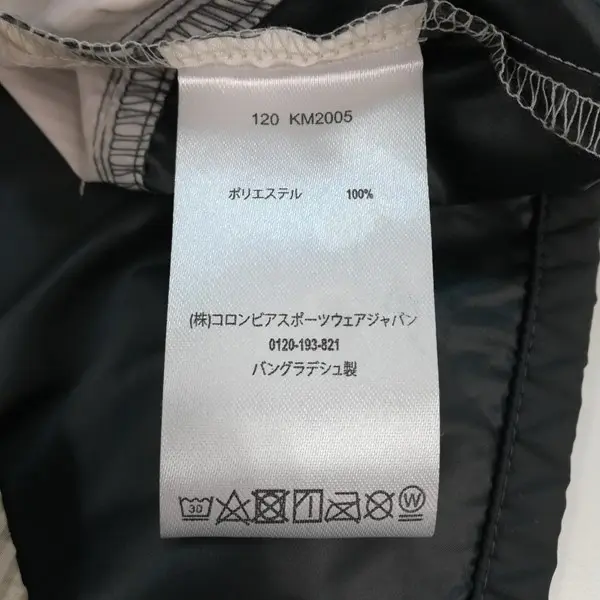 120 KM2005
ポリエステル 100%
(株)コロンビアスポーツウェアジャパン
0120-193-821
バングラデシュ製
30 W